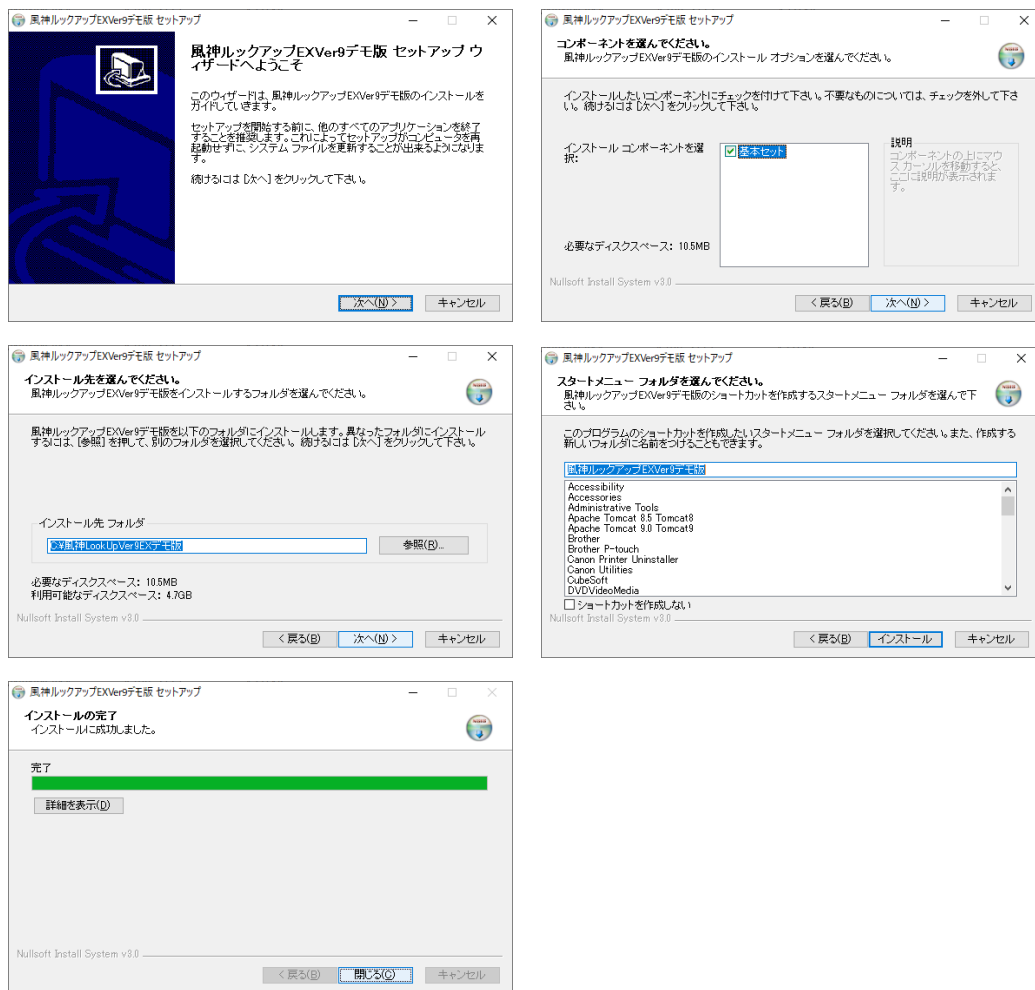 風神ルックアップEXVer9デモ版 セットアップ
風神ルックアップEXVer9デモ版 セットアップ ウ
ィザードへようこそ
このウィザードは、風神ルックアップEXVer9デモ版のインストールを
ガイドしていきます。
セットアップを開始する前に、他のすべてのアプリケーションを終了
することを推奨します。これによってセットアップがコンピュータを再
起動せずに、システム ファイルを更新することが出来るようになりま
す。
続けるには [次へ] をクリックして下さい。
次へ(N) >
キャンセル
風神ルックアップEXVer9デモ版 セットアップ
コンポーネントを選んでください。
風神ルックアップEXVer9デモ版のインストール オプションを選んでください。
インストールしたいコンポーネントにチェックを付けて下さい。不要なものについては、チェックを外して下さ
い。 続けるには [次へ] をクリックして下さい。
インストール コンポーネントを選
択:
基本セット
説明
コンポーネントの上にマウ
ス カーソルを移動すると、
ここに説明が表示されま
す。
必要なディスクスペース: 10.5MB
Nullsoft Install System v3.0
< 戻る(B)
次へ(N) >
キャンセル
風神ルックアップEXVer9デモ版 セットアップ
インストール先を選んでください。
風神ルックアップEXVer9デモ版をインストールするフォルダを選んでください。
風神ルックアップEXVer9デモ版を以下のフォルダにインストールします。異なったフォルダにインストール
するには、[参照] を押して、別のフォルダを選択してください。 続けるには [次へ] をクリックして下さい。
インストール先 フォルダ
C:¥風神LookUpVer9EXデモ版
参照(R)...
必要なディスクスペース: 10.5MB
利用可能なディスクスペース: 4.7GB
Nullsoft Install System v3.0
< 戻る(B)
次へ(N) >
キャンセル
風神ルックアップEXVer9デモ版 セットアップ
スタートメニュー フォルダを選んでください。
風神ルックアップEXVer9デモ版のショートカットを作成するスタートメニュー フォルダを選んで下
さい。
このプログラムのショートカットを作成したいスタートメニュー フォルダを選択してください。また、作成する
新しいフォルダに名前をつけることもできます。
風神ルックアップEXVer9デモ版
Accessibility
Accessories
Administrative Tools
Apache Tomcat 8.5 Tomcat8
Apache Tomcat 9.0 Tomcat9
Brother
Brother P-touch
Canon Printer Uninstaller
Canon Utilities
CubeSoft
DVDVideoMedia
ショートカットを作成しない
Nullsoft Install System v3.0
< 戻る(B)
インストール
キャンセル
風神ルックアップEXVer9デモ版 セットアップ
インストールの完了
インストールに成功しました。
完了
詳細を表示(D)
Nullsoft Install System v3.0
< 戻る(B)
閉じる(C)
キャンセル